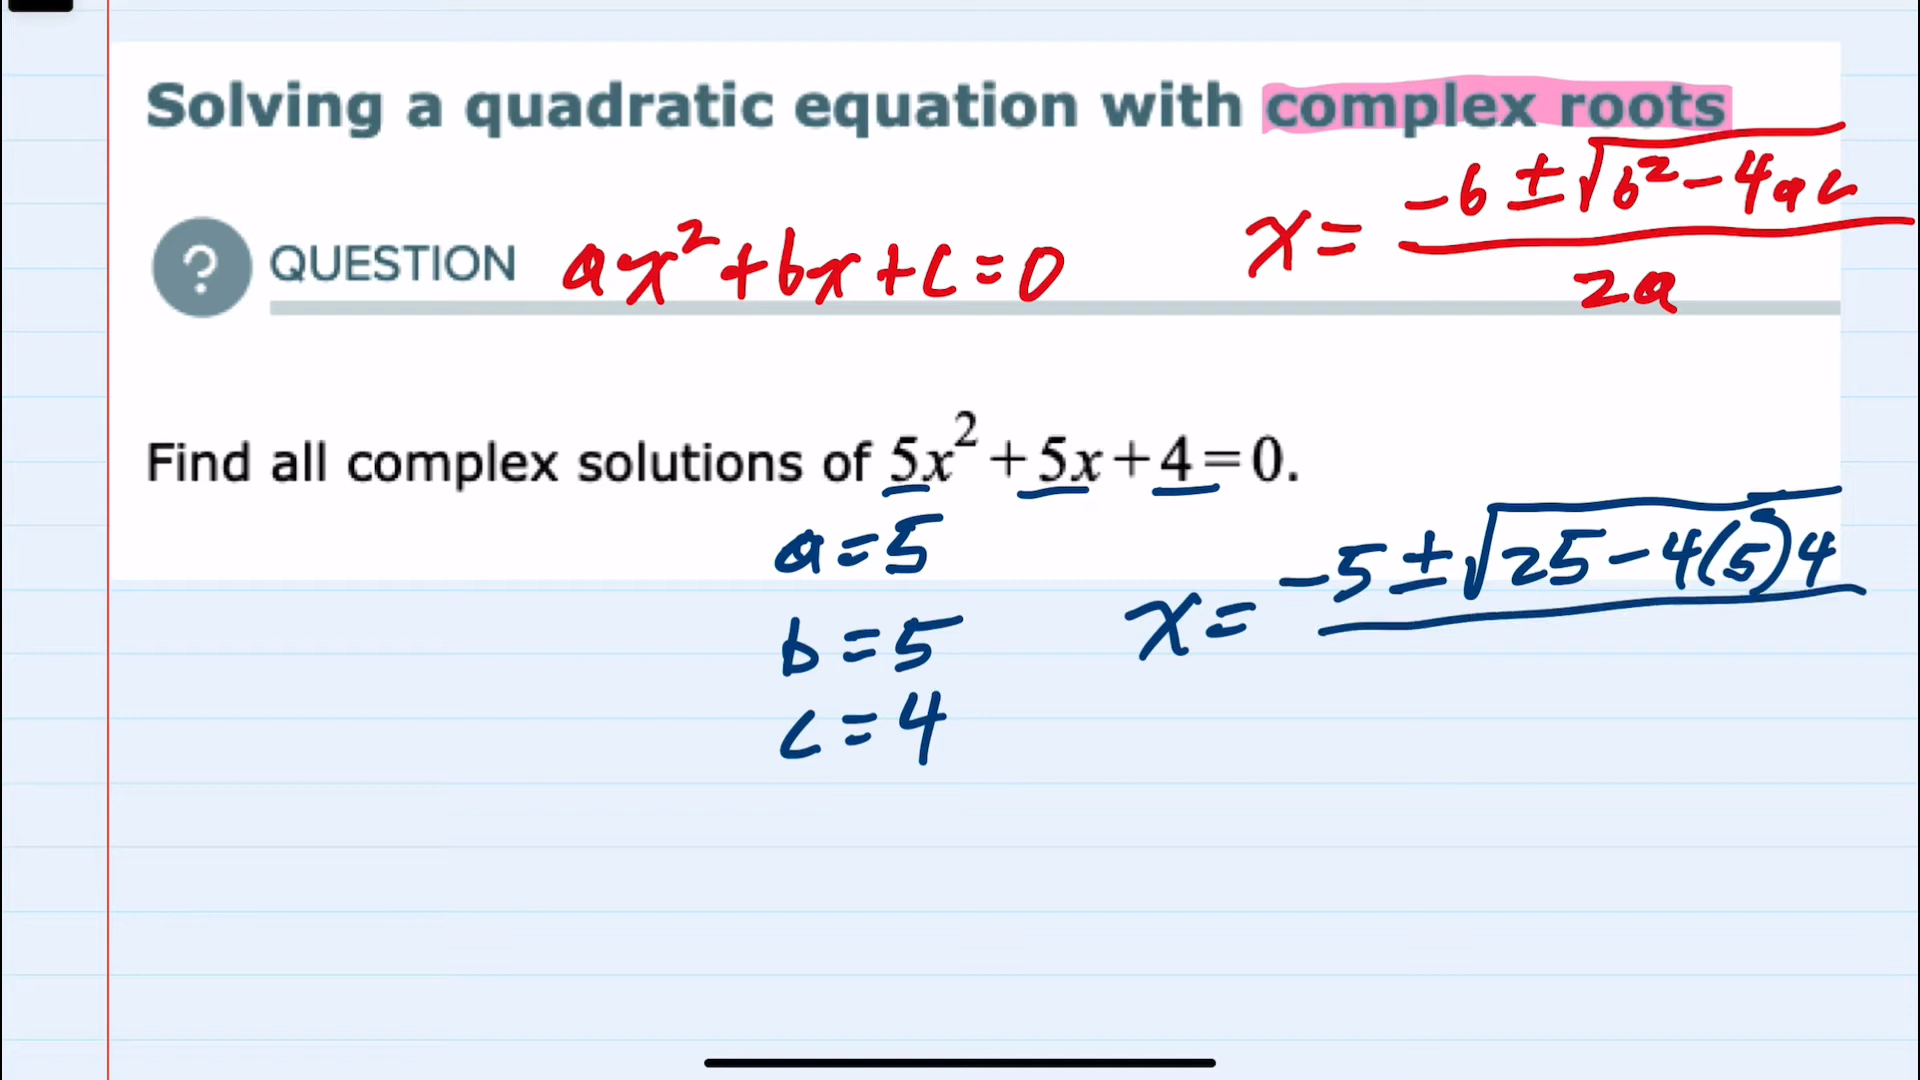 Solving a quadratic equation with complex roots
x = (-b ± √(b² - 4ac)) / 2a
? QUESTION ax² + bx + c = 0
Find all complex solutions of 5x² + 5x + 4 = 0.
a = 5
x = -5 ± √(25 - 4(5)4)
b = 5
c = 4